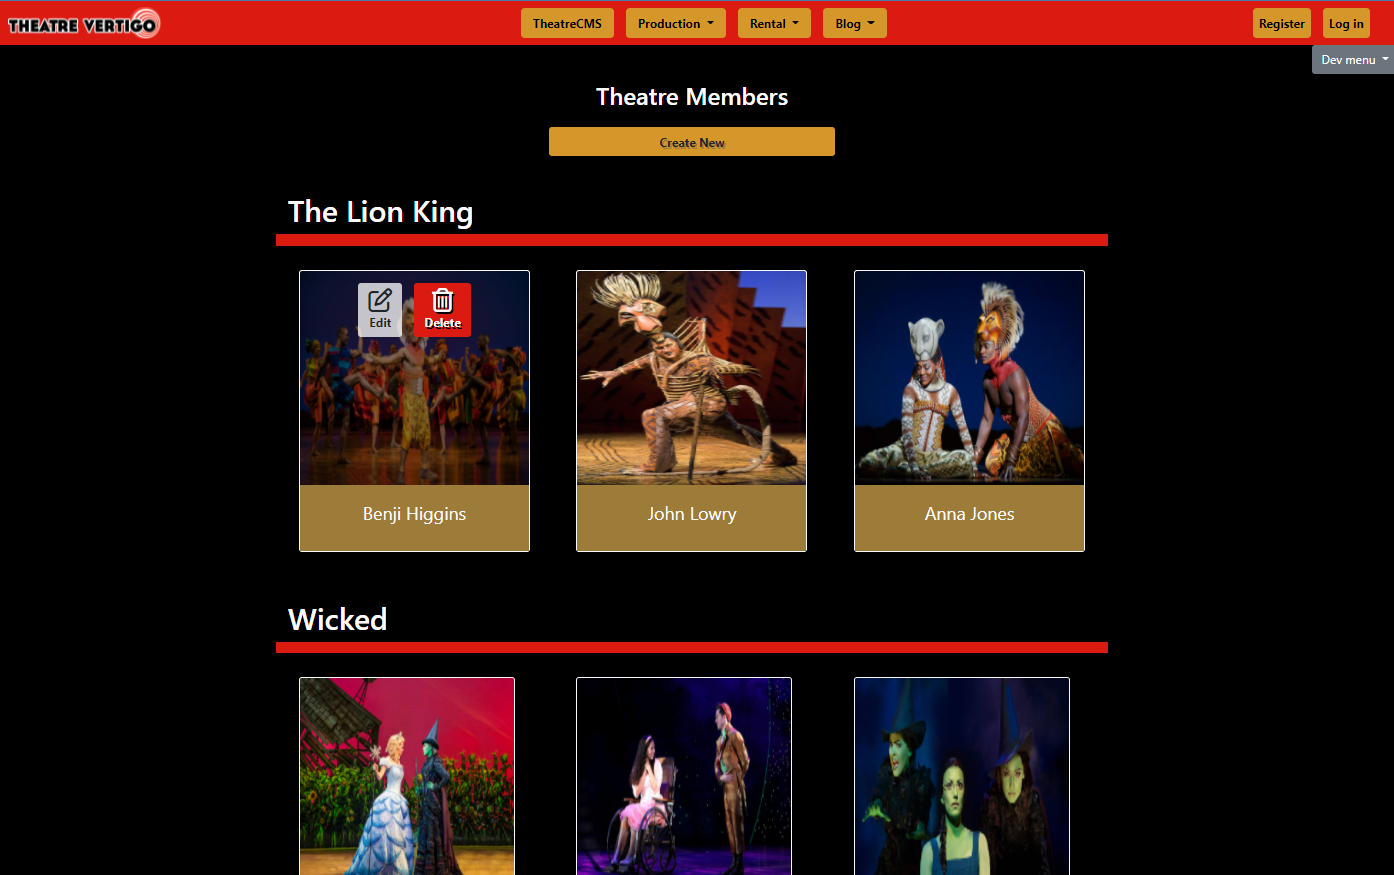 THEATRE VERTIGO
TheatreCMS Production Rental Blog Register Log in
Dev menu
Theatre Members
Create New
The Lion King
Edit Delete
Benji Higgins John Lowry Anna Jones
Wicked